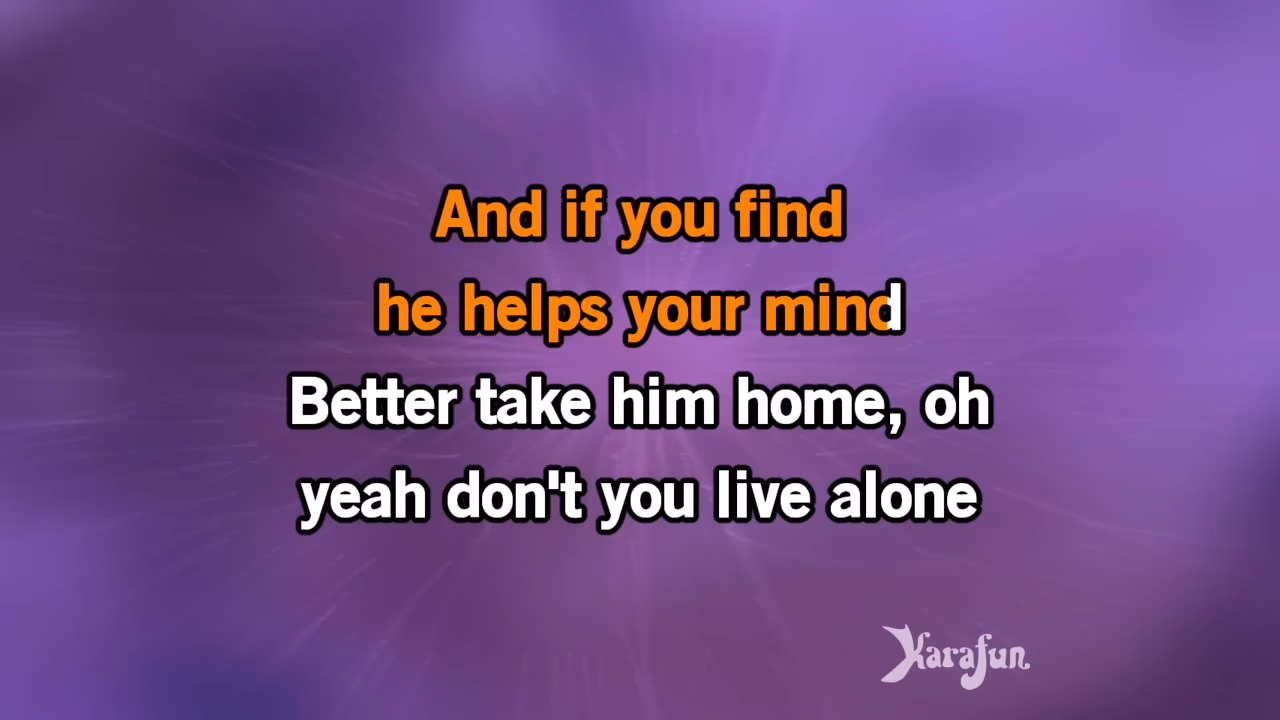 And if you find
he helps your mind
Better take him home, oh
yeah don't you live alone
Karafun